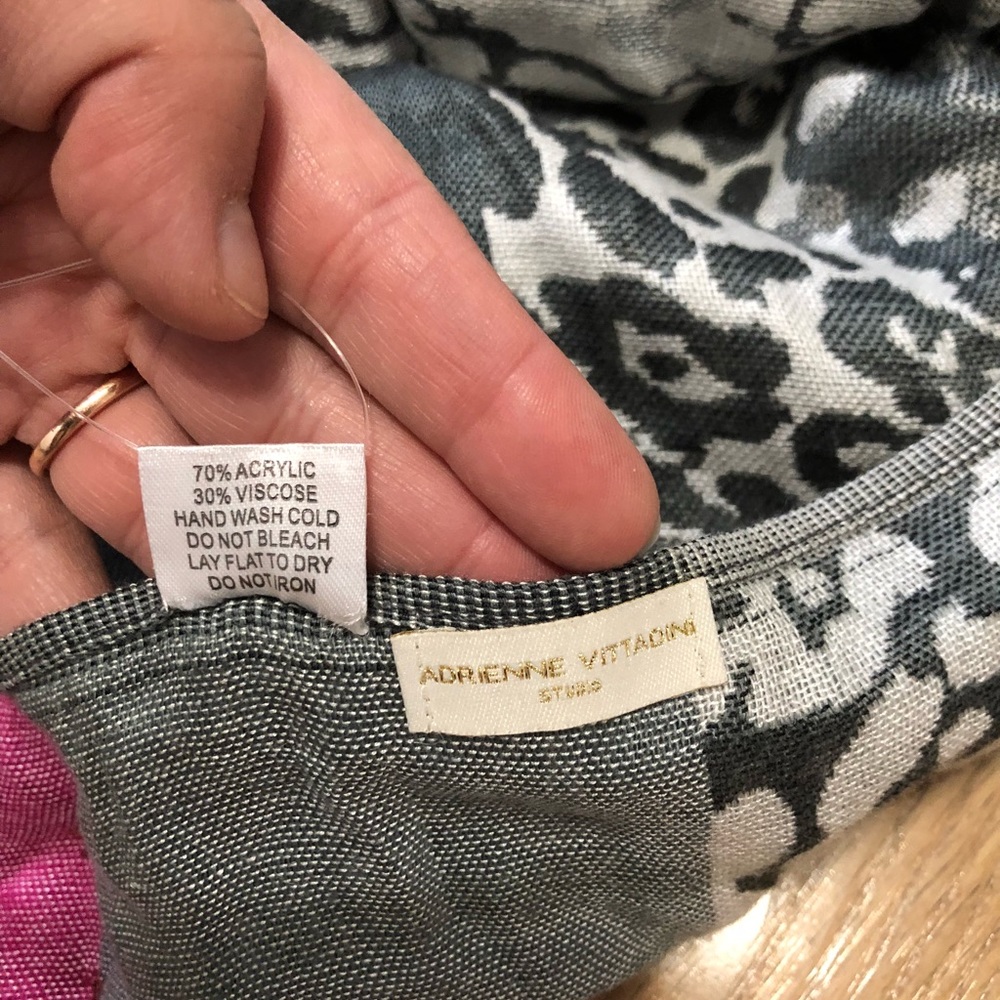 70% ACRYLIC
30% VISCOSE
HAND WASH COLD
DO NOT BLEACH
LAY FLAT TO DRY
DO NOT IRON
ADRIENNE VITTADINI
STUDIO